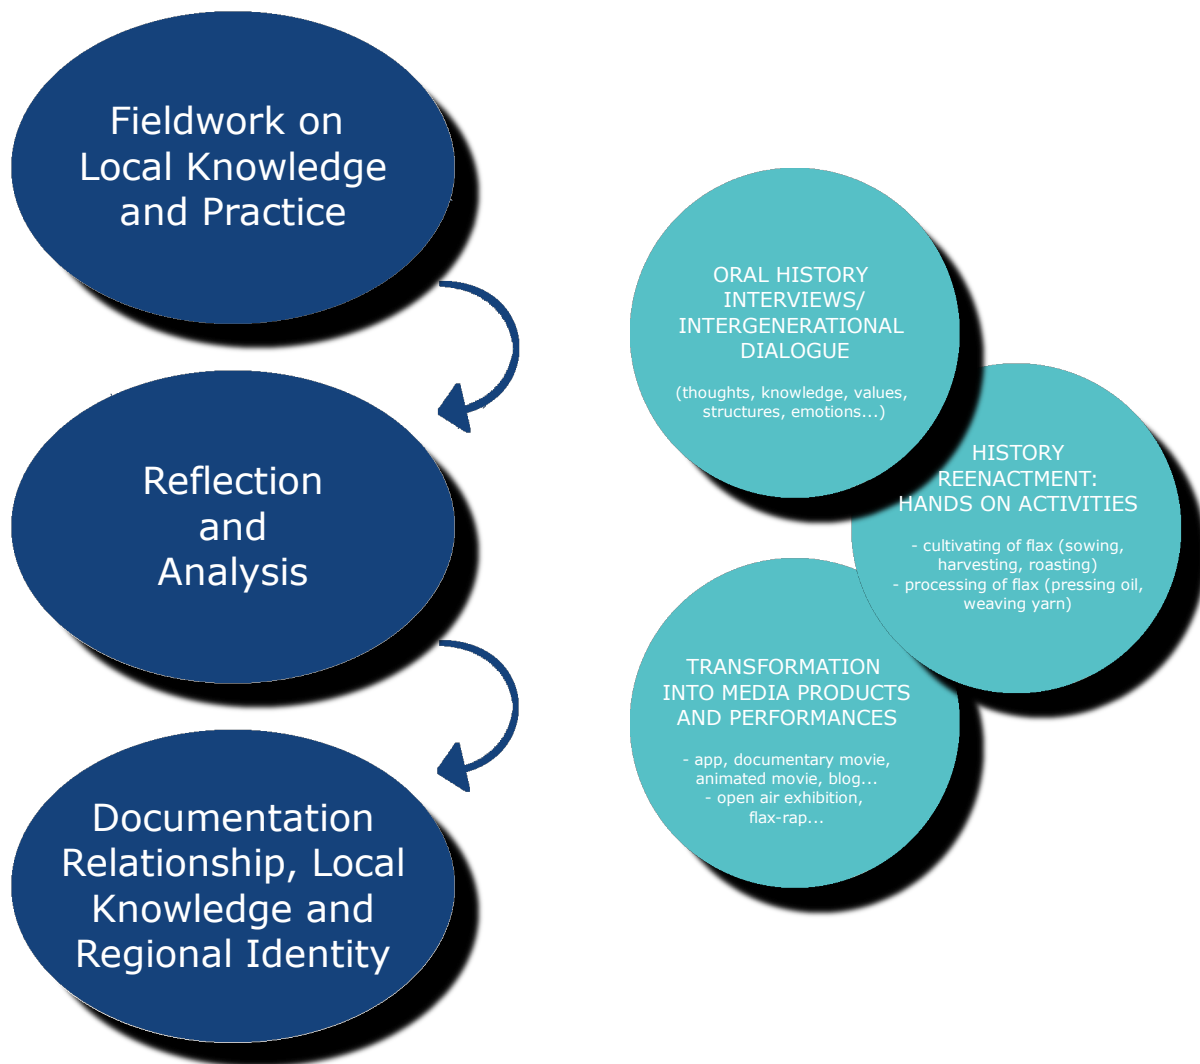 Fieldwork on
Local Knowledge
and Practice
Reflection
and
Analysis
Documentation
Relationship, Local
Knowledge and
Regional Identity
ORAL HISTORY
INTERVIEWS/
INTERGENERATIONAL
DIALOGUE
(thoughts, knowledge, values,
structures, emotions...)
HISTORY
REENACTMENT:
HANDS ON ACTIVITIES
- cultivating of flax (sowing,
harvesting, roasting)
- processing of flax (pressing oil,
weaving yarn)
TRANSFORMATION
INTO MEDIA PRODUCTS
AND PERFORMANCES
- app, documentary movie,
animated movie, blog...
- open air exhibition,
flax-rap...